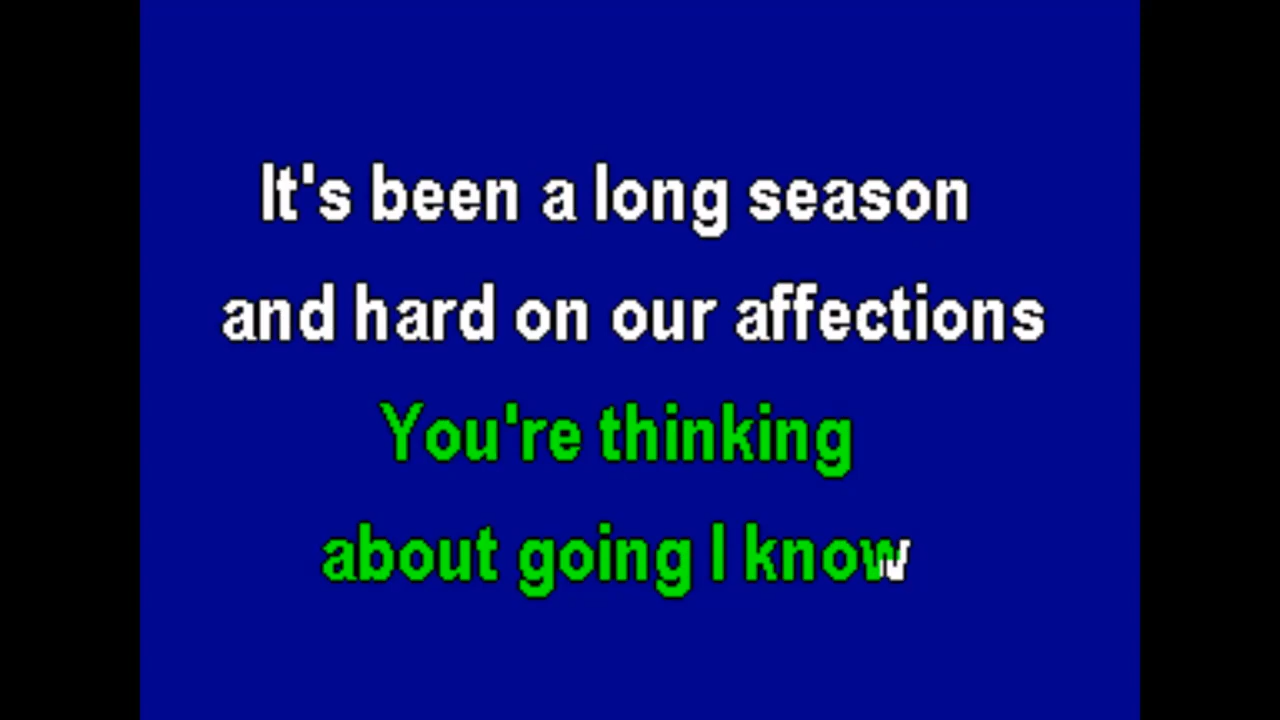 It's been a long season
and hard on our affections
You're thinking
about going I know